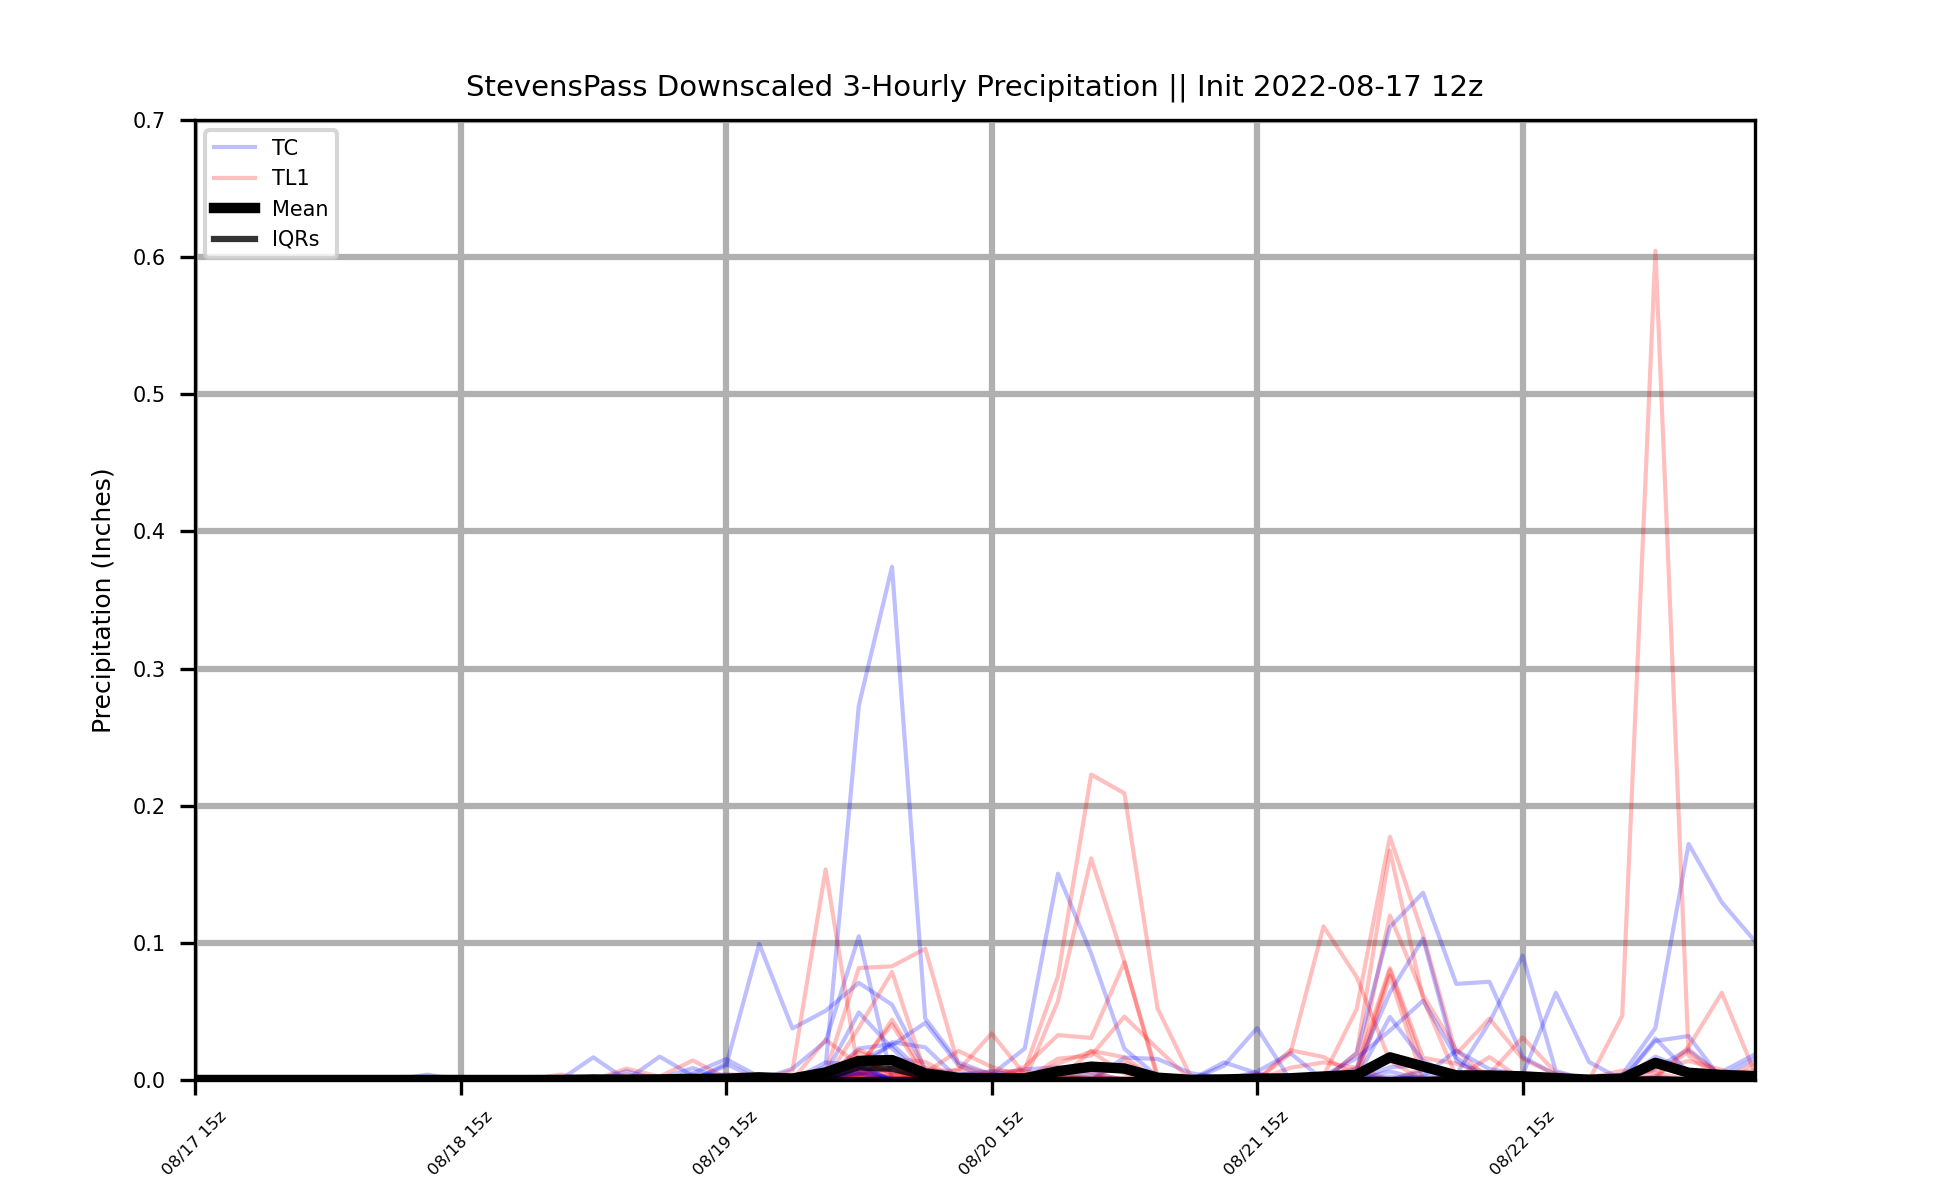 StevensPass Downscaled 3-Hourly Precipitation || Init 2022-08-17 12z
0.7
0.6
0.5
0.4
0.3
0.2
0.1
0.0
Precipitation (Inches)
TC
TL1
Mean
IQRs
08/17 15z
08/18 15z
08/19 15z
08/20 15z
08/21 15z
08/22 15z